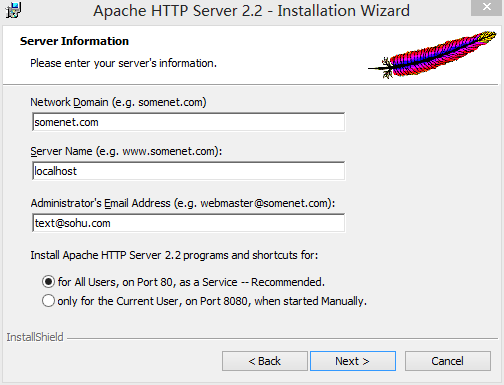 Apache HTTP Server 2.2 - Installation Wizard
Server Information
Please enter your server's information.
Network Domain (e.g. somenet.com)
somenet.com
Server Name (e.g. www.somenet.com):
localhost
Administrator's Email Address (e.g. webmaster@somenet.com):
text@sohu.com
Install Apache HTTP Server 2.2 programs and shortcuts for:
for All Users, on Port 80, as a Service -- Recommended.
only for the Current User, on Port 8080, when started Manually.
InstallShield
< Back Next > Cancel